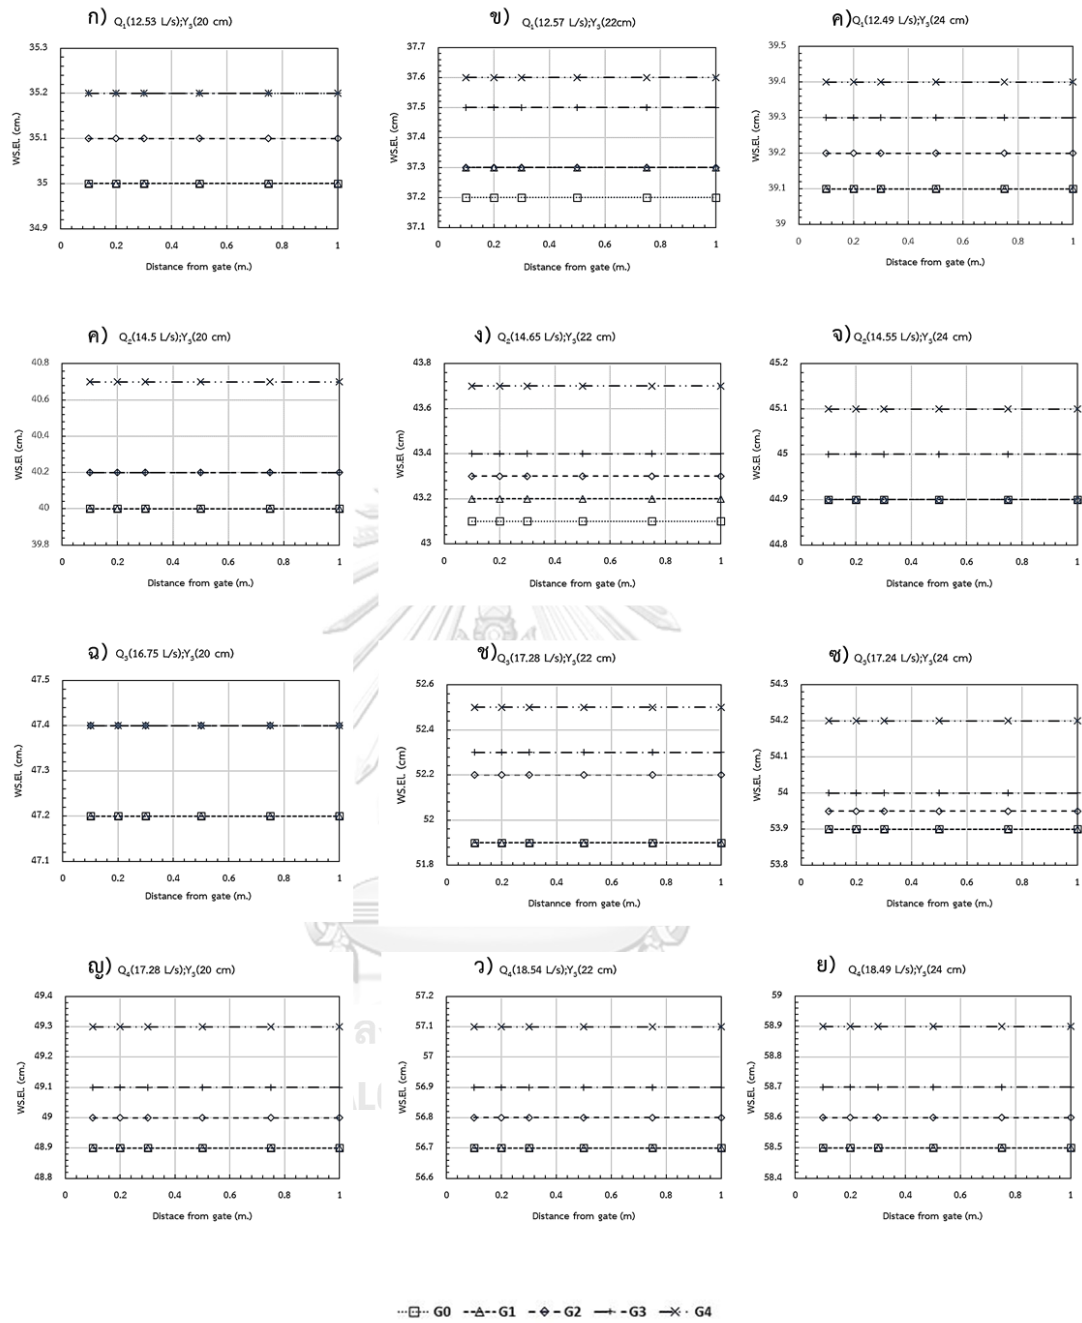 ก) Q₁(12.53 L/s);Y₃(20 cm)
35.3
35.2
35.1
35
34.9
WS.El. (cm.)
0 0.2 0.4 0.6 0.8 1
Distance from gate (m.)
ข) Q₁(12.57 L/s);Y₃(22cm)
37.7
37.6
37.5
37.4
37.3
37.2
37.1
WS.El. (cm)
0 0.2 0.4 0.6 0.8 1
Distance from gate (m.)
ค) Q₁(12.49 L/s);Y₃(24 cm)
39.5
39.4
39.3
39.2
39.1
39
WS.El. (cm.)
0 0.2 0.4 0.6 0.8 1
Distance from gate (m.)
ค) Q₂(14.5 L/s);Y₃(20 cm)
40.8
40.6
40.4
40.2
40
39.8
WS.El (cm.)
0 0.2 0.4 0.6 0.8 1
Distance from gate (m.)
ง) Q₂(14.65 L/s);Y₃(22 cm)
43.8
43.6
43.4
43.2
43
WS.El (cm.)
0 0.2 0.4 0.6 0.8 1
Distance from gate (m.)
จ) Q₂(14.55 L/s);Y₃(24 cm)
45.2
45.1
45
44.9
44.8
WS.El. (cm.)
0 0.2 0.4 0.6 0.8 1
Distance from gate (m.)
ฉ) Q₃(16.75 L/s);Y₃(20 cm)
47.5
47.4
47.3
47.2
47.1
WS.El. (cm.)
0 0.2 0.4 0.6 0.8 1
Distance from gate (m.)
ช) Q₃(17.28 L/s);Y₃(22 cm)
52.6
52.4
52.2
52
51.8
WS.EL. (cm)
0 0.2 0.4 0.6 0.8 1
Distannce from gate (m.)
ซ) Q₃(17.24 L/s);Y₃(24 cm)
54.3
54.2
54.1
54
53.9
53.8
WS.EL. (cm.)
0 0.2 0.4 0.6 0.8 1
Distance from gate (m.)
ญ) Q₄(17.28 L/s);Y₃(20 cm)
49.4
49.3
49.2
49.1
49
48.9
48.8
WS.El. (cm.)
0 0.2 0.4 0.6 0.8 1
Distace from gate (m.)
ว) Q₄(18.54 L/s);Y₃(22 cm)
57.2
57.1
57
56.9
56.8
56.7
56.6
WS.El. (cm.)
0 0.2 0.4 0.6 0.8 1
Distance from gate (m)
ย) Q₄(18.49 L/s);Y₃(24 cm)
59
58.9
58.8
58.7
58.6
58.5
58.4
WS.El. (cm.)
0 0.2 0.4 0.6 0.8 1
Distance from gate (m.)
G0 G1 G2 G3 G4